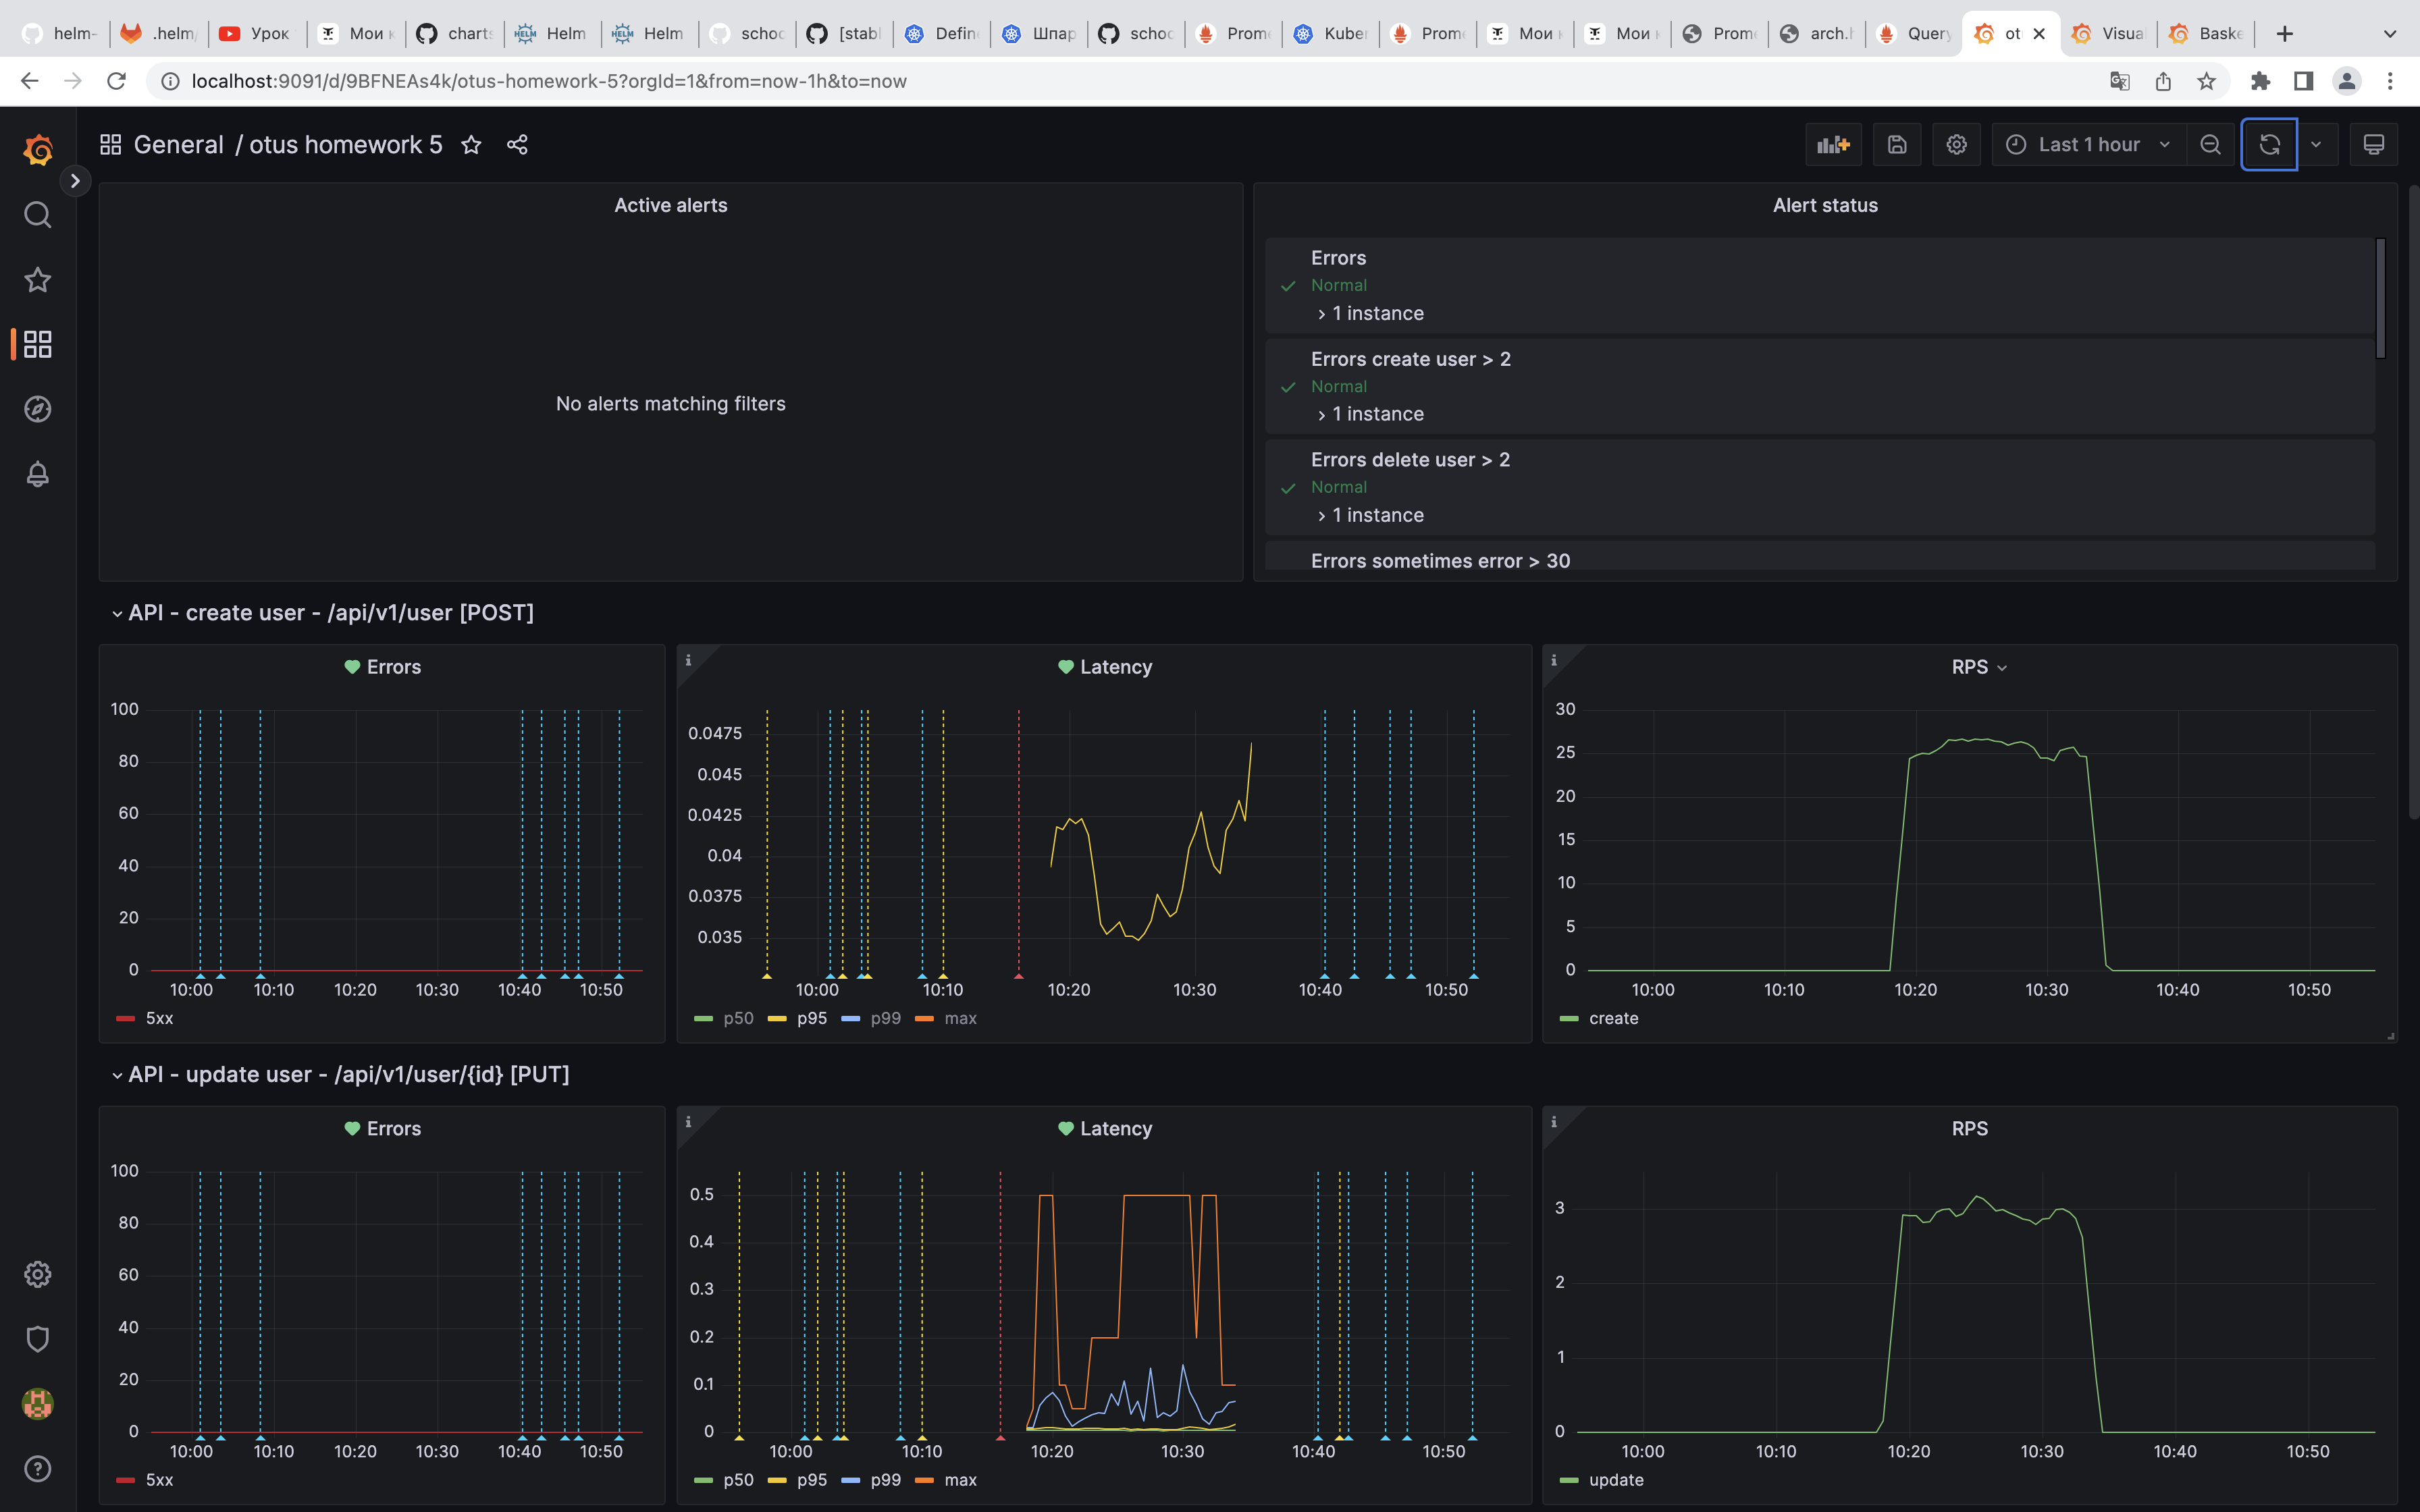 helm-
.helm/
Урок
Мои к
charts
Helm
Helm
schoo
[stabl
Defin
Шпар
schoo
Prome
Kuber
Prome
Мои к
Мои к
Prome
arch.h
Query
ot
Visua
Baske
localhost:9091/d/9BFNEAs4k/otus-homework-5?orgId=1&from=now-1h&to=now
General / otus homework 5
Last 1 hour
Active alerts
No alerts matching filters
Alert status
Errors
Normal
1 instance
Errors create user > 2
Normal
1 instance
Errors delete user > 2
Normal
1 instance
Errors sometimes error > 30
API - create user - /api/v1/user [POST]
Errors
100
80
60
40
20
0
10:00 10:10 10:20 10:30 10:40 10:50
5xx
Latency
0.0475
0.045
0.0425
0.04
0.0375
0.035
10:00 10:10 10:20 10:30 10:40 10:50
p50 p95 p99 max
RPS
30
25
20
15
10
5
0
10:00 10:10 10:20 10:30 10:40 10:50
create
API - update user - /api/v1/user/{id} [PUT]
Errors
100
80
60
40
20
0
10:00 10:10 10:20 10:30 10:40 10:50
5xx
Latency
0.5
0.4
0.3
0.2
0.1
0
10:00 10:10 10:20 10:30 10:40 10:50
p50 p95 p99 max
RPS
3
2
1
0
10:00 10:10 10:20 10:30 10:40 10:50
update